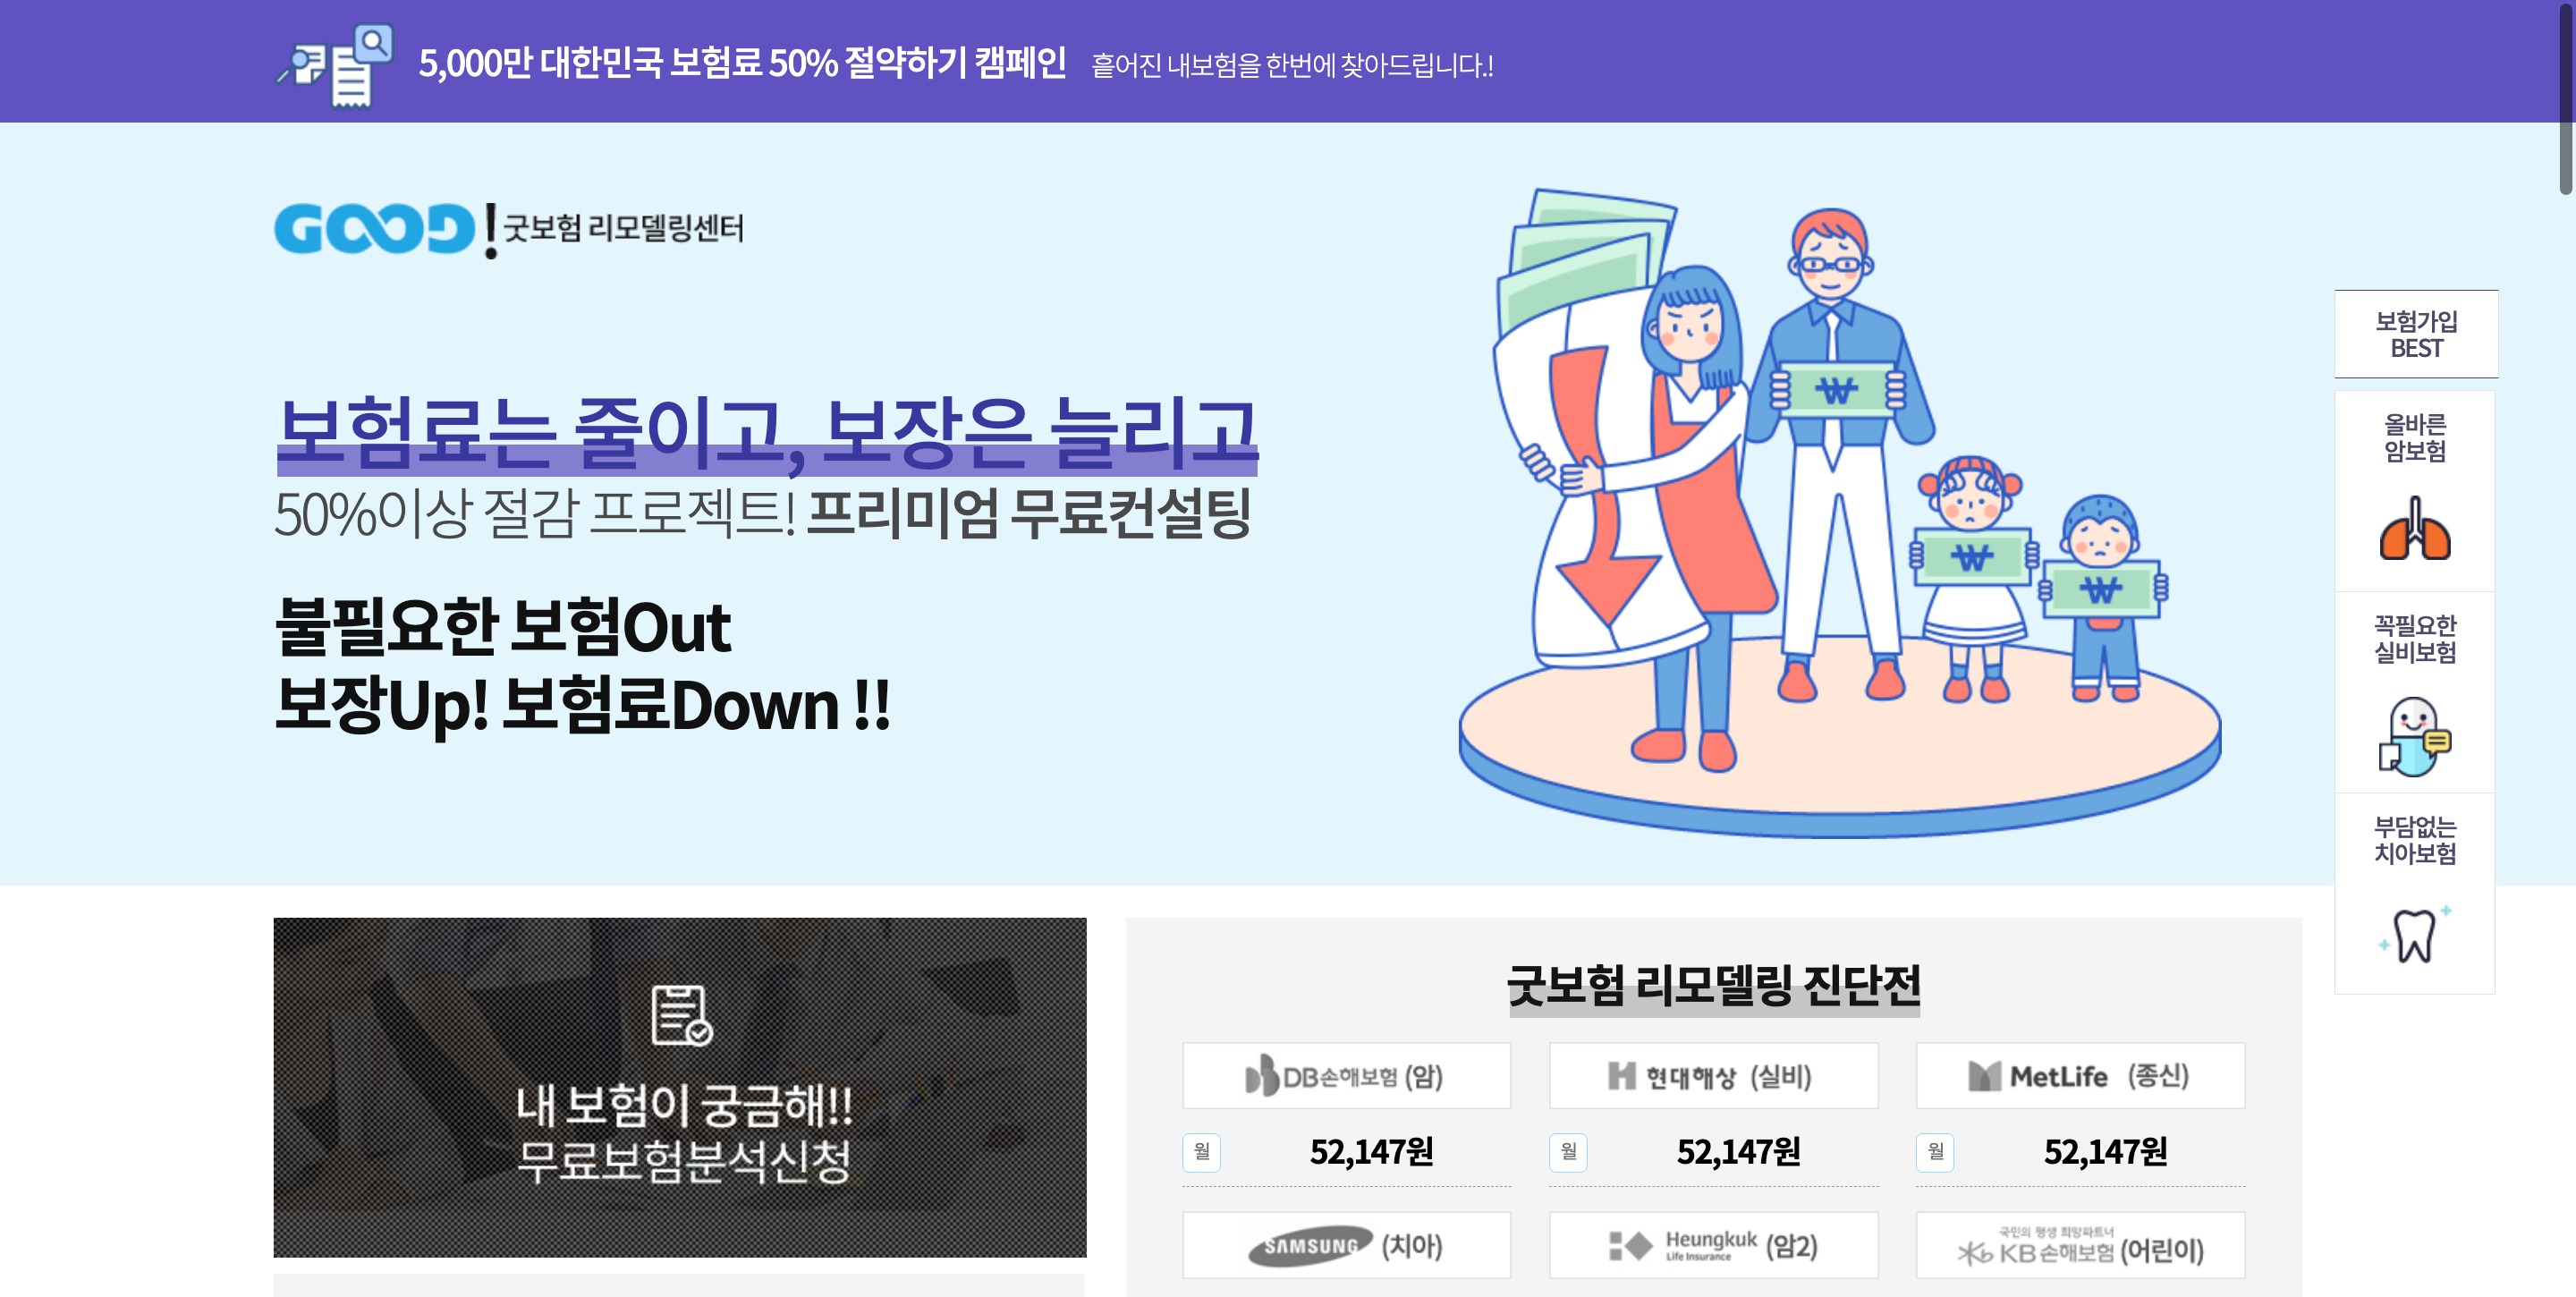 5,000만 대한민국 보험료 50% 절약하기 캠페인 흩어진 내보험을 한번에 찾아드립니다.!
GOOD! 굿보험 리모델링센터
보험료는 줄이고, 보장은 늘리고
50%이상 절감 프로젝트! 프리미엄 무료컨설팅
불필요한 보험Out
보장Up! 보험료Down !!
₩
₩
₩
보험가입
BEST
올바른
암보험
꼭필요한
실비보험
부담없는
치아보험
내 보험이 궁금해!!
무료보험분석신청
굿보험 리모델링 진단전
DB손해보험 (암)
현대해상 (실비)
MetLife (종신)
월 52,147원
월 52,147원
월 52,147원
SAMSUNG (치아)
Heungkuk
Life Insurance (암2)
국민의 평생 희망파트너
KB손해보험 (어린이)